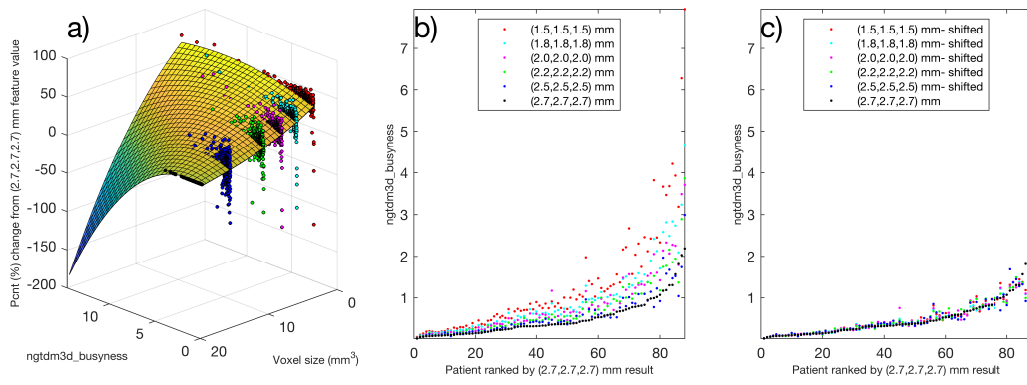 a)
Pcnt (%) change from (2.7,2.7,2.7) mm feature value
100
50
0
-50
-100
-150
-200
10
5
0
ngtdm3d_busyness
20
10
0
Voxel size (mm³)
b)
(1.5,1.5,1.5) mm
(1.8,1.8,1.8) mm
(2.0,2.0,2.0) mm
(2.2,2.2,2.2) mm
(2.5,2.5,2.5) mm
(2.7,2.7,2.7) mm
ngtdm3d_busyness
7
6
5
4
3
2
1
0 20 40 60 80
Patient ranked by (2.7,2.7,2.7) mm result
c)
(1.5,1.5,1.5) mm- shifted
(1.8,1.8,1.8) mm- shifted
(2.0,2.0,2.0) mm- shifted
(2.2,2.2,2.2) mm- shifted
(2.5,2.5,2.5) mm- shifted
(2.7,2.7,2.7) mm
ngtdm3d_busyness
7
6
5
4
3
2
1
0 20 40 60 80
Patient ranked by (2.7,2.7,2.7) mm result